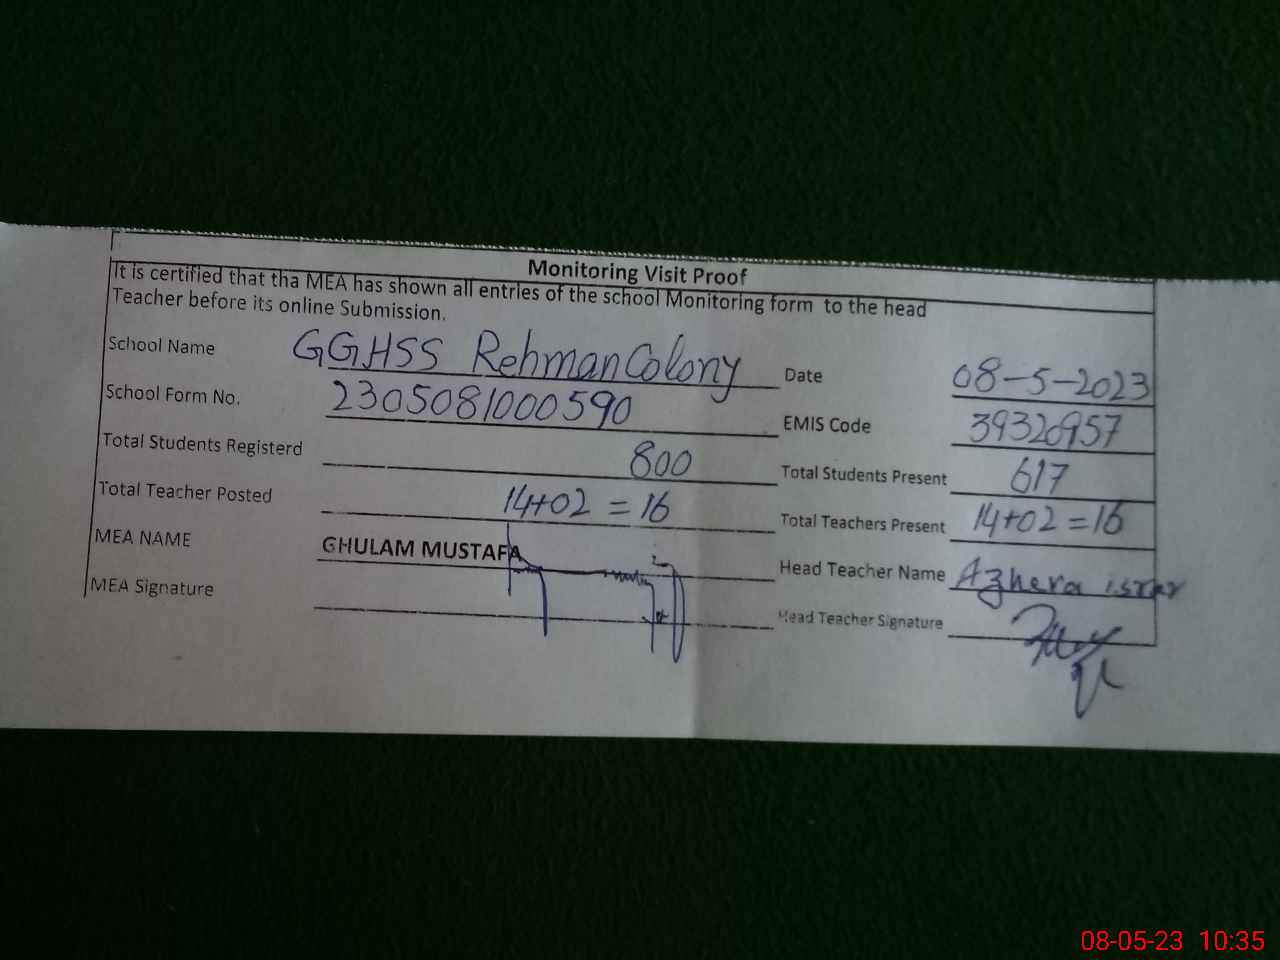 Monitoring Visit Proof
It is certified that tha MEA has shown all entries of the school Monitoring form to the head
Teacher before its online Submission.
School Name GGHSS Rehman Colony Date 08-5-2023
School Form No. 2305081000590 EMIS Code 39320957
Total Students Registerd 800 Total Students Present 617
Total Teacher Posted 14+02 = 16 Total Teachers Present 14+02 = 16
MEA NAME GHULAM MUSTAFA Head Teacher Name Azhera
MEA Signature Head Teacher Signature
08-05-23 10:35